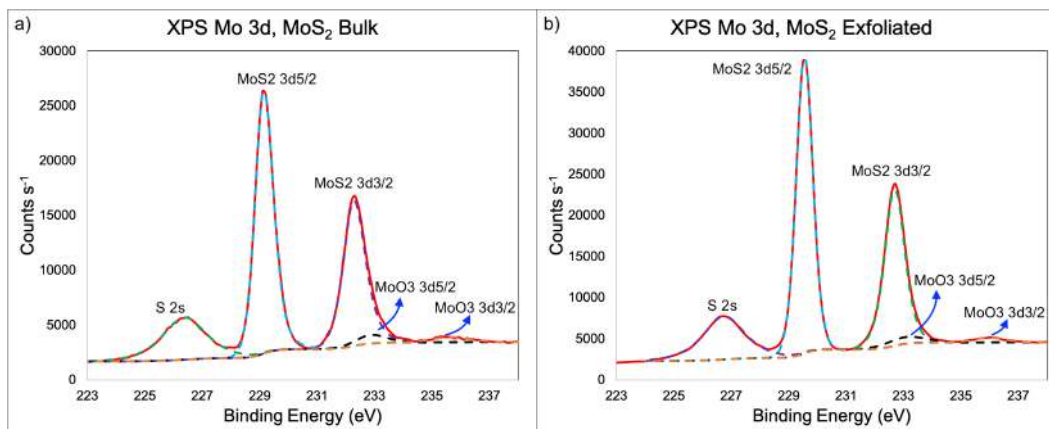 a)
XPS Mo 3d, MoS₂ Bulk
30000
25000
20000
15000
10000
5000
0
Counts s⁻¹
MoS2 3d5/2
MoS2 3d3/2
S 2s
MoO3 3d5/2
MoO3 3d3/2
223 225 227 229 231 233 235 237
Binding Energy (eV)
b)
XPS Mo 3d, MoS₂ Exfoliated
40000
35000
30000
25000
20000
15000
10000
5000
0
Counts s⁻¹
MoS2 3d5/2
MoS2 3d3/2
S 2s
MoO3 3d5/2
MoO3 3d3/2
223 225 227 229 231 233 235 237
Binding Energy (eV)